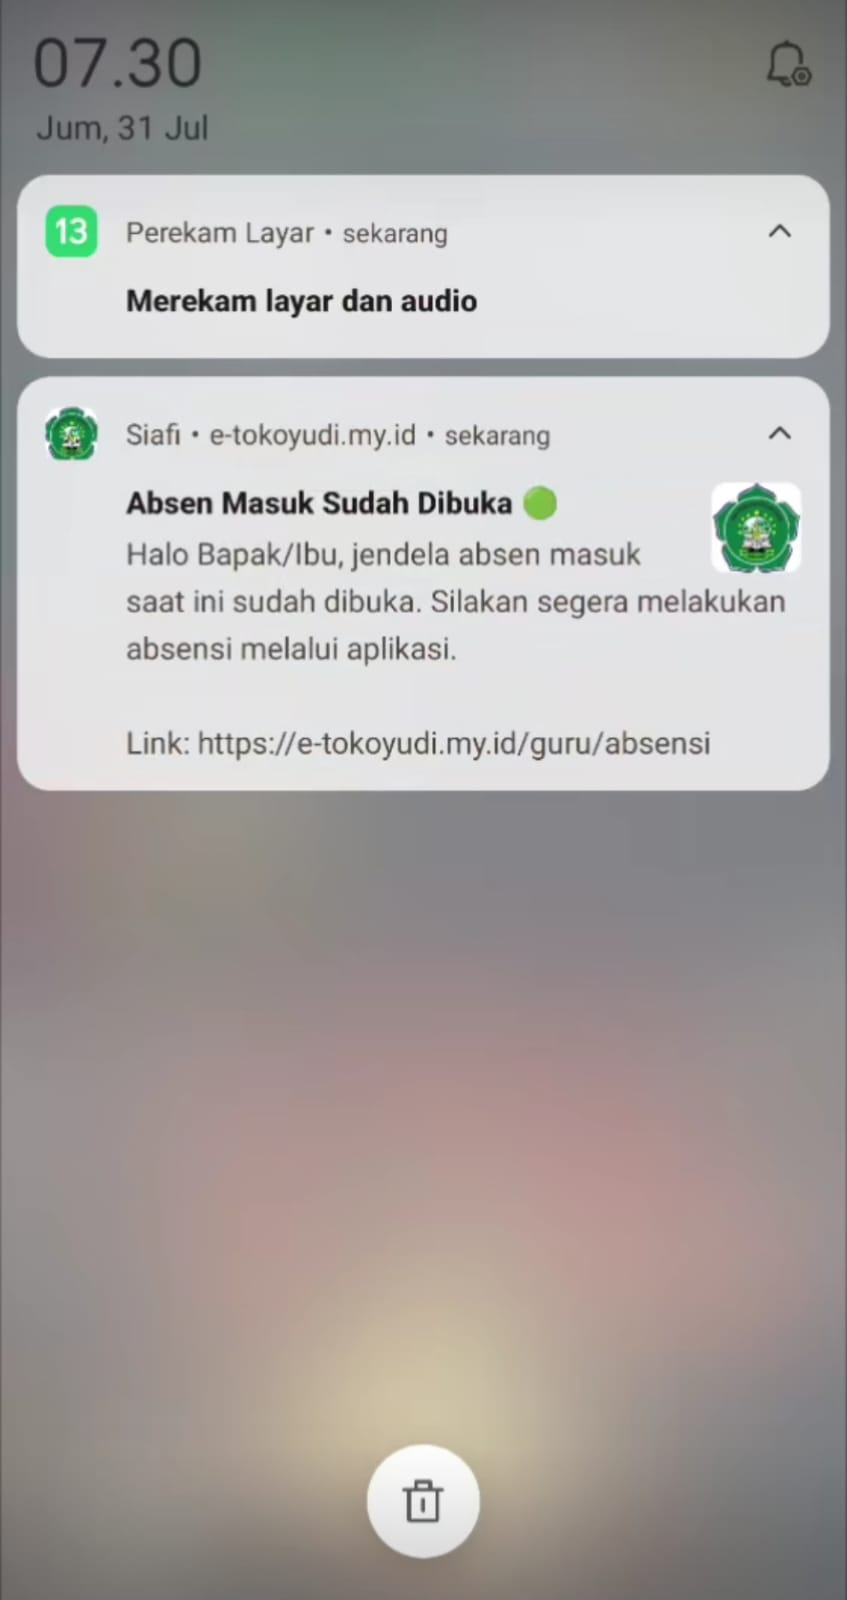 07.30
Jum, 31 Jul
13
Perekam Layar • sekarang
Merekam layar dan audio
Siafi • e-tokoyudi.my.id • sekarang
Absen Masuk Sudah Dibuka 🟢
Halo Bapak/Ibu, jendela absen masuk
saat ini sudah dibuka. Silakan segera melakukan
absensi melalui aplikasi.
Link: https://e-tokoyudi.my.id/guru/absensi